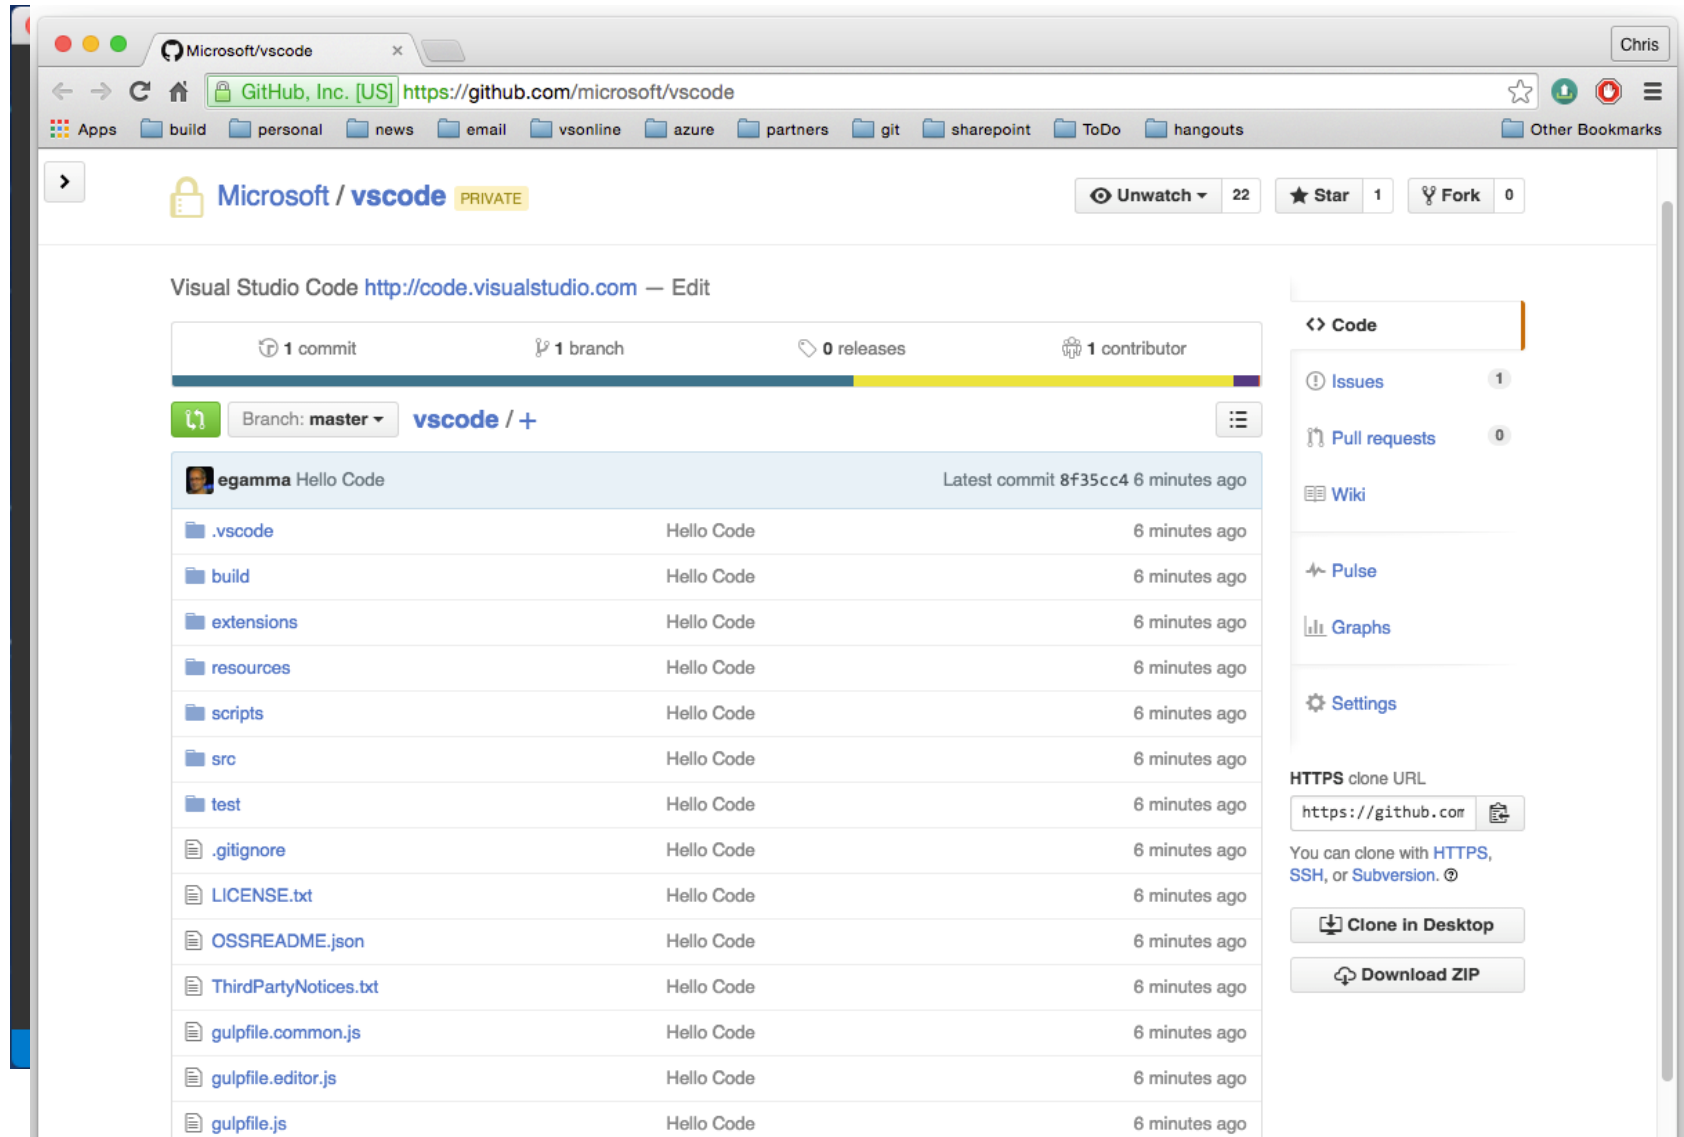 Microsoft/vscode
Chris
GitHub, Inc. [US] https://github.com/microsoft/vscode
Apps build personal news email vsonline azure partners git sharepoint ToDo hangouts Other Bookmarks
Microsoft / vscode PRIVATE
Unwatch 22 Star 1 Fork 0
Visual Studio Code http://code.visualstudio.com — Edit
1 commit 1 branch 0 releases 1 contributor
Branch: master vscode / +
egamma Hello Code Latest commit 8f35cc4 6 minutes ago
.vscode Hello Code 6 minutes ago
build Hello Code 6 minutes ago
extensions Hello Code 6 minutes ago
resources Hello Code 6 minutes ago
scripts Hello Code 6 minutes ago
src Hello Code 6 minutes ago
test Hello Code 6 minutes ago
.gitignore Hello Code 6 minutes ago
LICENSE.txt Hello Code 6 minutes ago
OSSREADME.json Hello Code 6 minutes ago
ThirdPartyNotices.txt Hello Code 6 minutes ago
gulpfile.common.js Hello Code 6 minutes ago
gulpfile.editor.js Hello Code 6 minutes ago
gulpfile.js Hello Code 6 minutes ago
Code
Issues 1
Pull requests 0
Wiki
Pulse
Graphs
Settings
HTTPS clone URL
https://github.com
You can clone with HTTPS,
SSH, or Subversion.
Clone in Desktop
Download ZIP